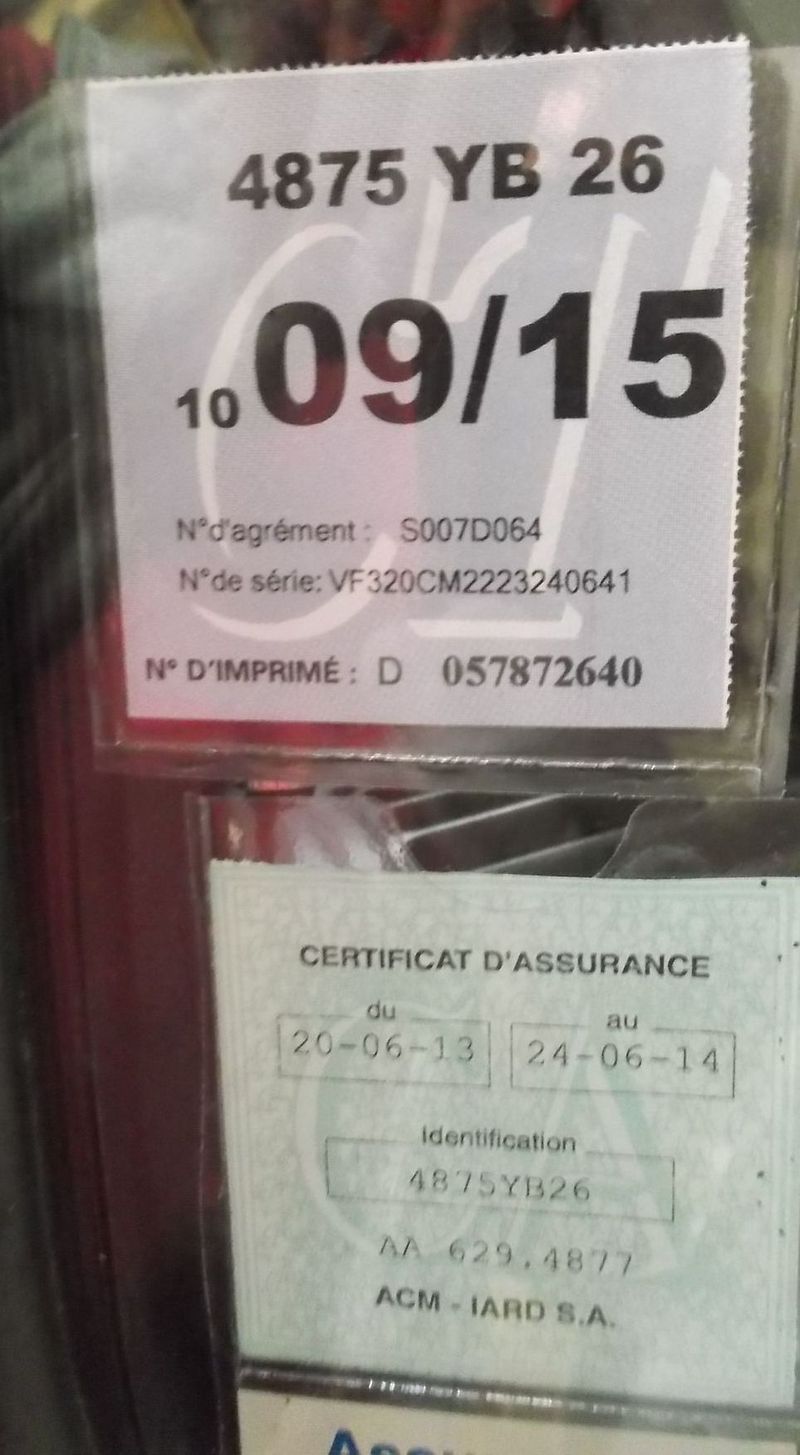 4875 YB 26
10 09/15
N°d'agrément : S007D064
N°de série: VF320CM2223240641
N° D'IMPRIMÉ : D 057872640
CERTIFICAT D'ASSURANCE
du au
20-06-13 24-06-14
Identification
4875YB26
AA 629.4877
ACM - IARD S.A.